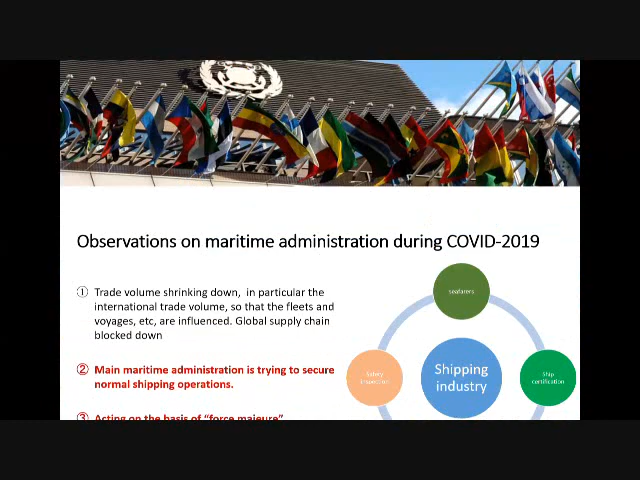 Observations on maritime administration during COVID-2019
① Trade volume shrinking down, in particular the
international trade volume, so that the fleets and
voyages, etc, are influenced. Global supply chain
blocked down
② Main maritime administration is trying to secure
normal shipping operations.
③ Acting on the basis of “force majeure”
seafarers
Safety
inspection
Shipping
industry
Ship
certification